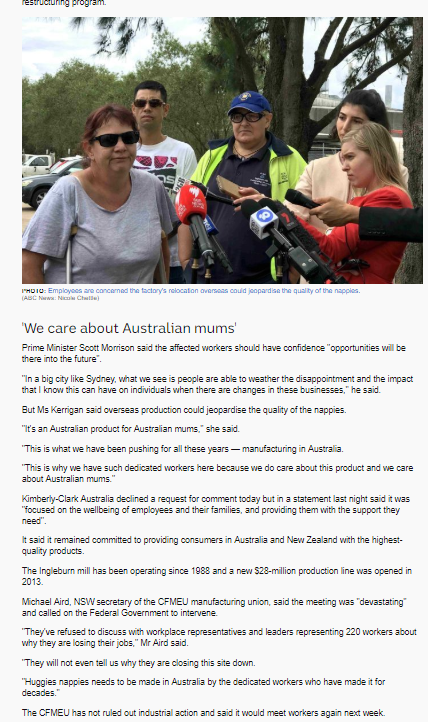 restructuring program.
PHOTO: Employees are concerned the factory's relocation overseas could jeopardise the quality of the nappies.
(ABC News: Nicole Chettle)
'We care about Australian mums'
Prime Minister Scott Morrison said the affected workers should have confidence "opportunities will be
there into the future".
"In a big city like Sydney, what we see is people are able to weather the disappointment and the impact
that I know this can have on individuals when there are changes in these businesses," he said.
But Ms Kerrigan said overseas production could jeopardise the quality of the nappies.
"It's an Australian product for Australian mums," she said.
"This is what we have been pushing for all these years — manufacturing in Australia.
"This is why we have such dedicated workers here because we do care about this product and we care
about Australian mums."
Kimberly-Clark Australia declined a request for comment today but in a statement last night said it was
"focused on the wellbeing of employees and their families, and providing them with the support they
need".
It said it remained committed to providing consumers in Australia and New Zealand with the highest-
quality products.
The Ingleburn mill has been operating since 1988 and a new $28-million production line was opened in
2013.
Michael Aird, NSW secretary of the CFMEU manufacturing union, said the meeting was "devastating"
and called on the Federal Government to intervene.
"They've refused to discuss with workplace representatives and leaders representing 220 workers about
why they are losing their jobs," Mr Aird said.
"They will not even tell us why they are closing this site down.
"Huggies nappies need to be made in Australia by the dedicated workers who have made it for
decades."
The CFMEU has not ruled out industrial action and said it would meet workers again next week.